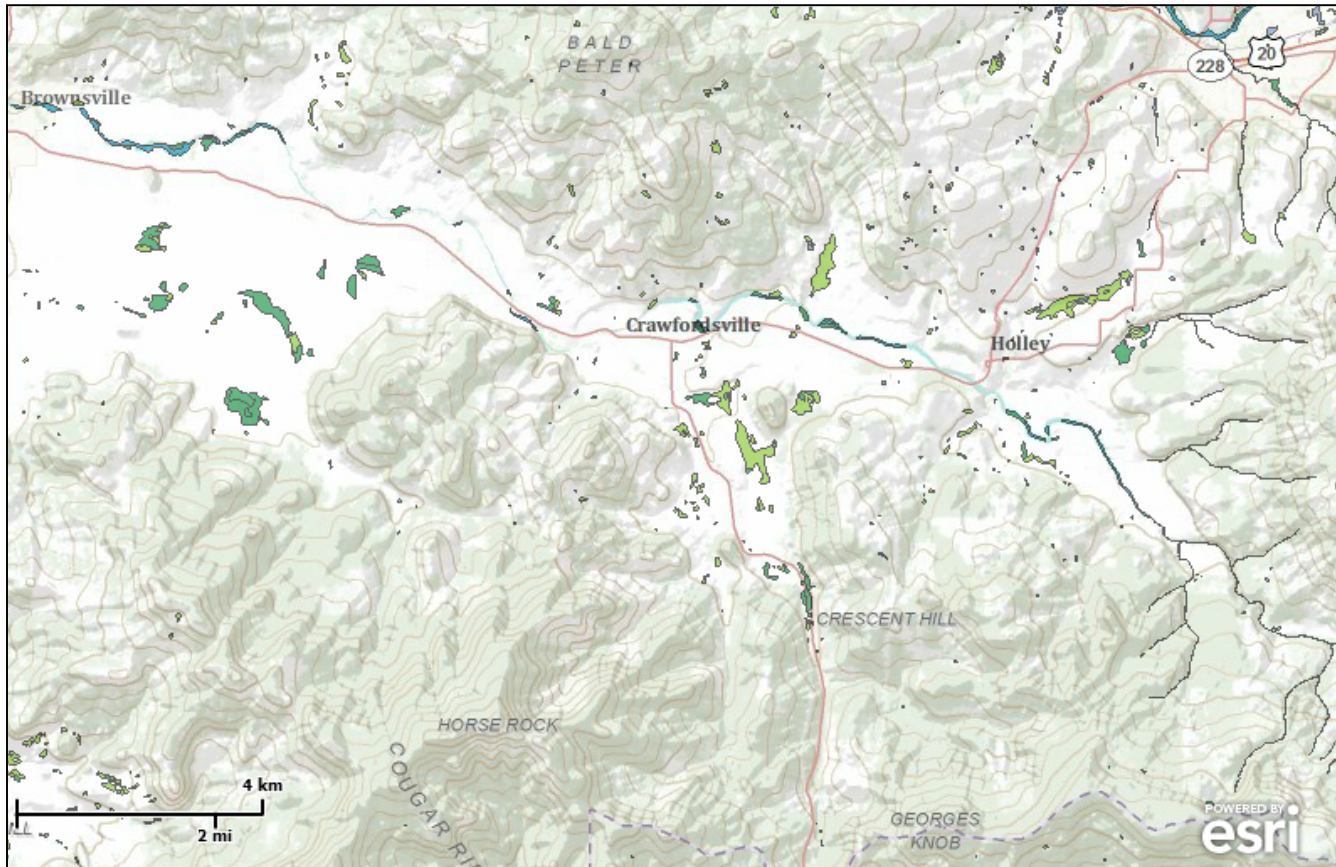 BALD
PETER
20
228
Brownsville
Crawfordsville
Holley
CRESCENT HILL
HORSE ROCK
COUGAR RI
4 km
2 mi
GEORGES
KNOB
POWERED BY
esri